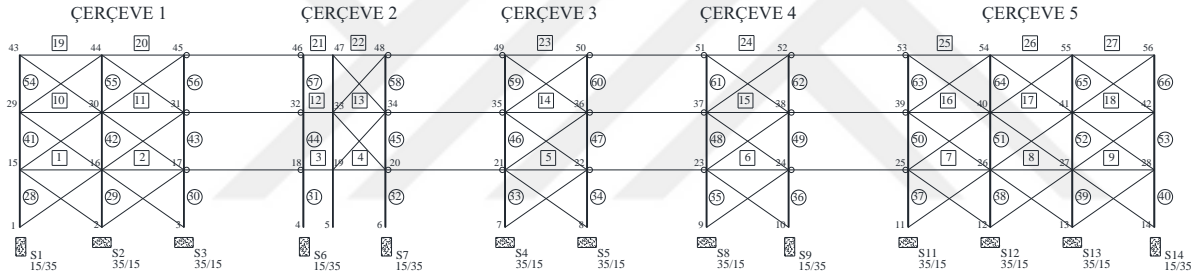 ÇERÇEVE 1 ÇERÇEVE 2 ÇERÇEVE 3 ÇERÇEVE 4 ÇERÇEVE 5
19 20 21 22 23 24 25 26 27
43 44 45 46 47 48 49 50 51 52 53 54 55 56
54 55 56 57 58 59 60 61 62 63 64 65 66
10 11 12 13 14 15 16 17 18
29 30 31 32 33 34 35 36 37 38 39 40 41 42
41 42 43 44 45 46 47 48 49 50 51 52 53
1 2 3 4 5 6 7 8 9
15 16 17 18 19 20 21 22 23 24 25 26 27 28
28 29 30 31 32 33 34 35 36 37 38 39 40
1 2 3 4 5 6 7 8 9 10 11 12 13 14
S1 S2 S3 S6 S7 S4 S5 S8 S9 S11 S12 S13 S14
15/35 35/15 35/15 15/35 15/35 35/15 35/15 35/15 15/35 35/15 35/15 35/15 15/35